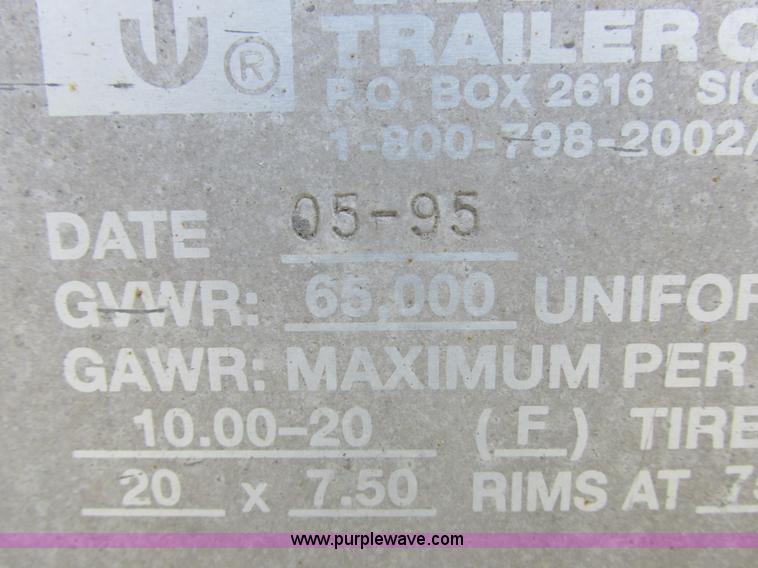 ®
TRAILER
P.O. BOX 2616
1-800-798-2002/
DATE 05-95
GVWR: 65,000
GAWR: MAXIMUM PER
10.00-20 (F) TIRE
20 x 7.50 RIMS AT
www.purplewave.com